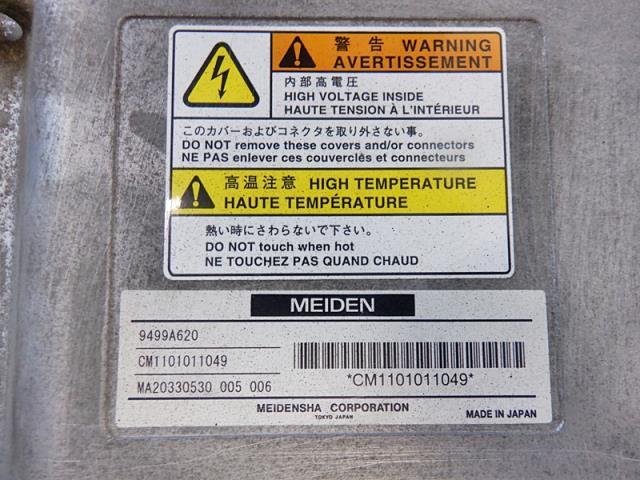 警告 WARNING
AVERTISSEMENT
内部高電圧
HIGH VOLTAGE INSIDE
HAUTE TENSION À L'INTÉRIEUR
このカバーおよびコネクタを取り外さない事。
DO NOT remove these covers and/or connectors
NE PAS enlever ces couverclés et connecteurs
高温注意 HIGH TEMPERATURE
HAUTE TEMPÉRATURE
熱い時にさわらないで下さい。
DO NOT touch when hot
NE TOUCHEZ PAS QUAND CHAUD
MEIDEN
9499A620
CM1101011049
MA20330530 005 006
*CM1101011049*
MEIDENSHA CORPORATION
TOKYO JAPAN
MADE IN JAPAN